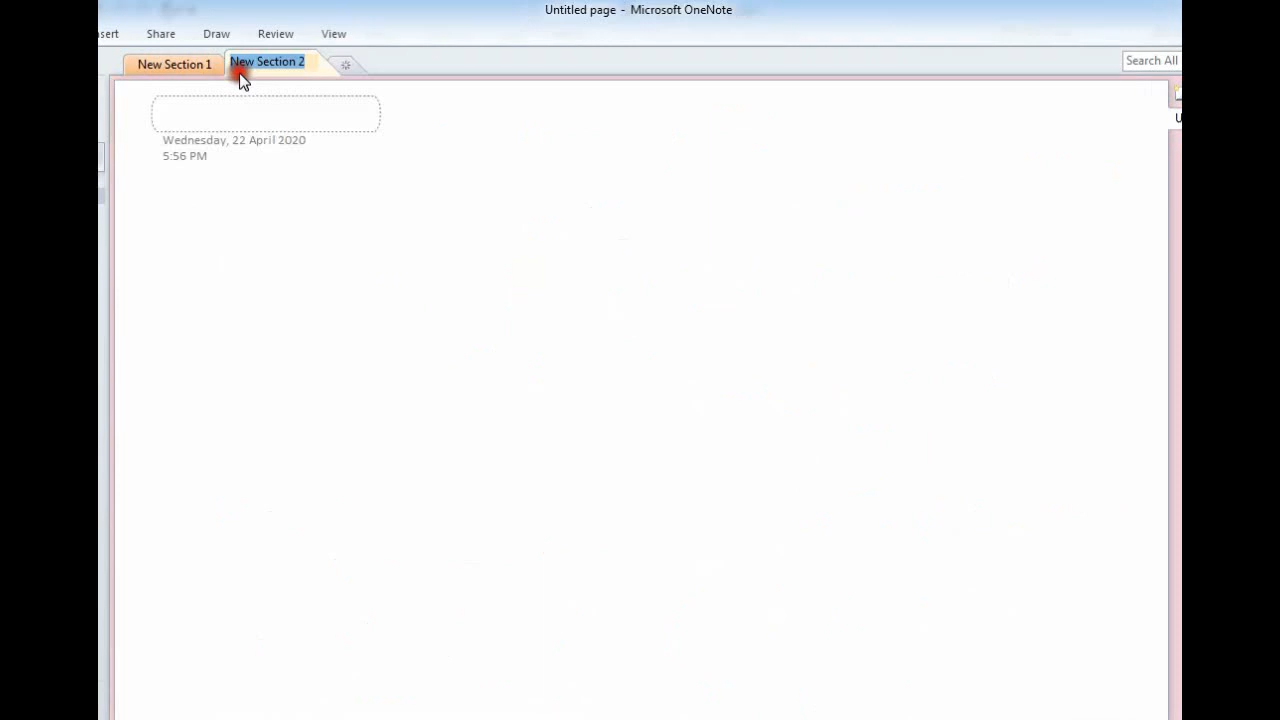 Untitled page - Microsoft OneNote
sert Share Draw Review View
New Section 1 New Section 2 Search All
Wednesday, 22 April 2020
5:56 PM